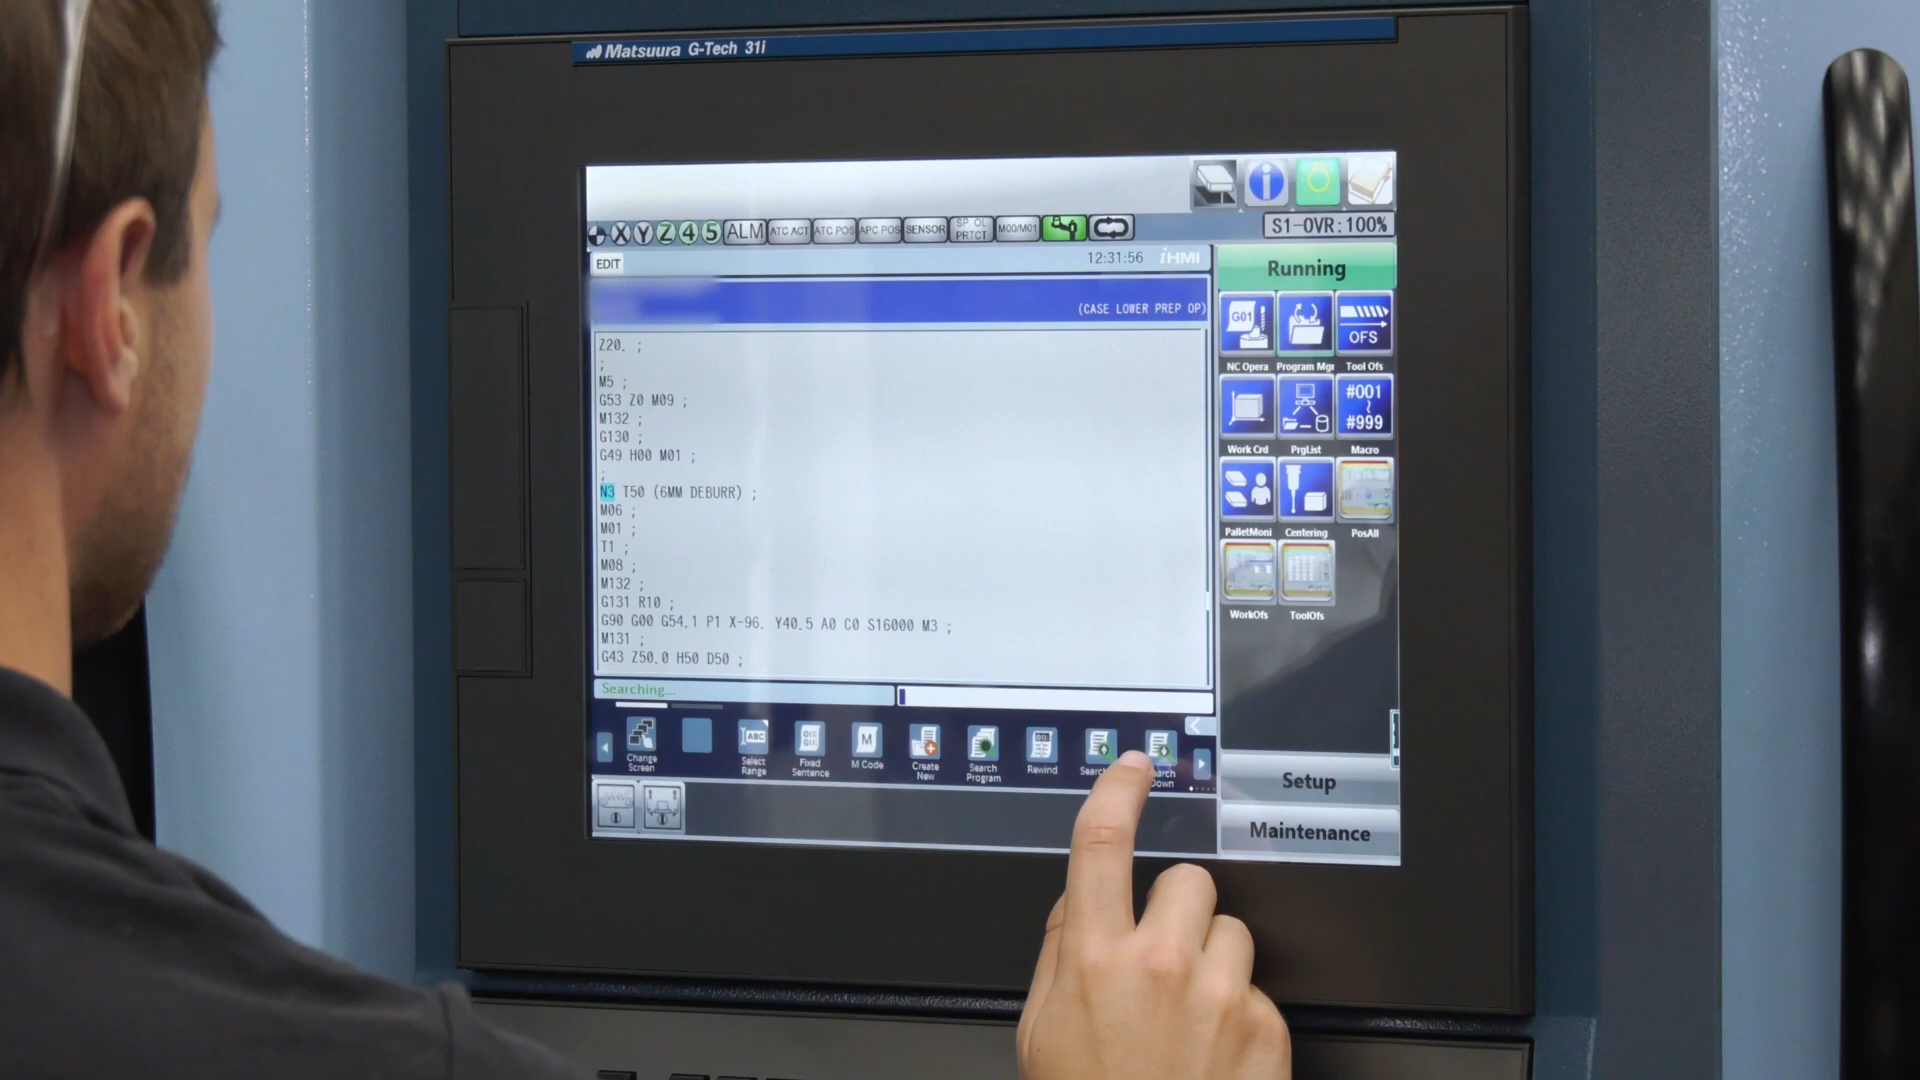 Matsuura G-Tech 31i
X Y Z 4 5 ALM ATC ACT ATC POS APC POS SENSOR SP OL PRTCT M00/M01
S1-OVR:100%
EDIT
12:31:56 iHMI
Running
(CASE LOWER PREP OP)
Z20. ;
;
M5 ;
G53 Z0 M09 ;
M132 ;
G130 ;
G49 H00 M01 ;
;
N3 T50 (6MM DEBURR) ;
M06 ;
M01 ;
T1 ;
M08 ;
M132 ;
G131 R10 ;
G90 G00 G54.1 P1 X-96. Y40.5 A0 C0 S16000 M3 ;
M131 ;
G43 Z50.0 H50 D50 ;
Searching...
Change Screen
ABC
Select Range
Fixed Sentence
M
M Code
Create New
Search Program
Rewind
Down
G01
OFS
NC Opera Program Mgr Tool Ofs
#001
~
#999
Work Crd PrgList Macro
PalletMoni Centering PosAll
WorkOfs ToolOfs
Setup
Maintenance